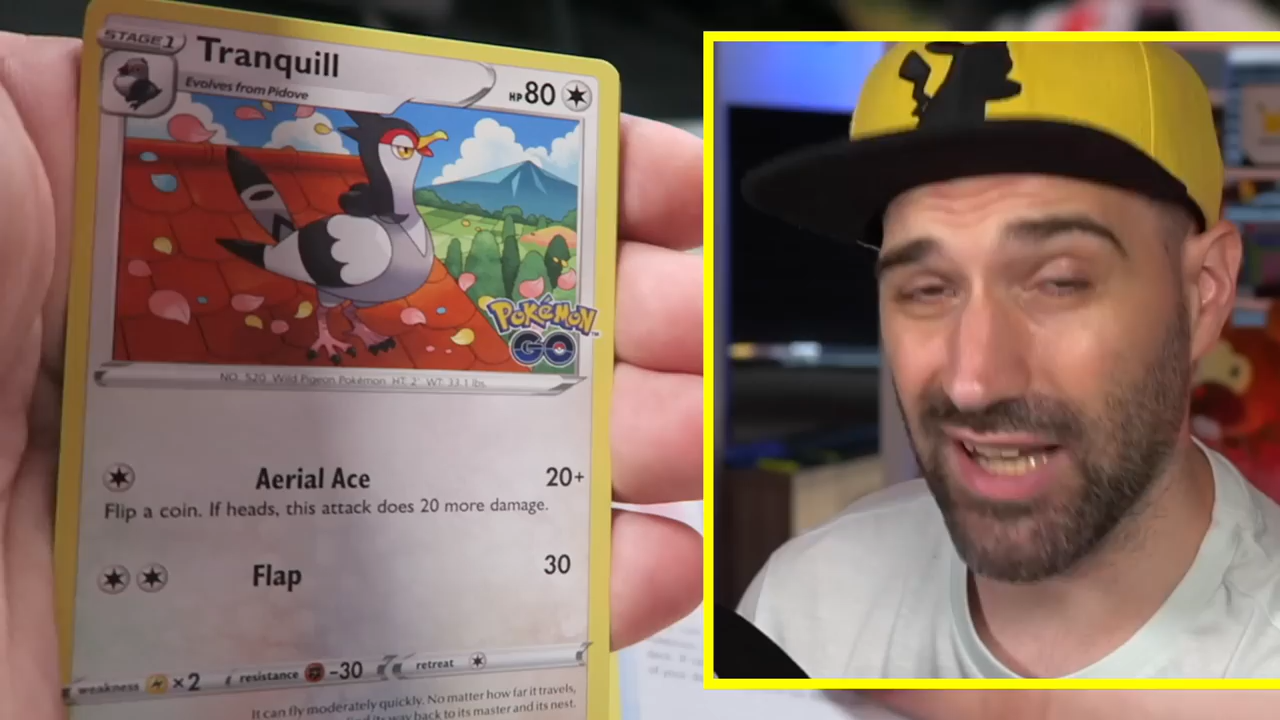 STAGE 1
Tranquill
Evolves from Pidove
HP 80
POKÉMON GO
NO. 520 Wild Pigeon Pokémon HT: 2' WT: 33.1 lbs.
Aerial Ace 20+
Flip a coin. If heads, this attack does 20 more damage.
Flap 30
weakness ×2 resistance -30 retreat
It can fly moderately quickly. No matter how far it travels,
its way back to its master and its nest.